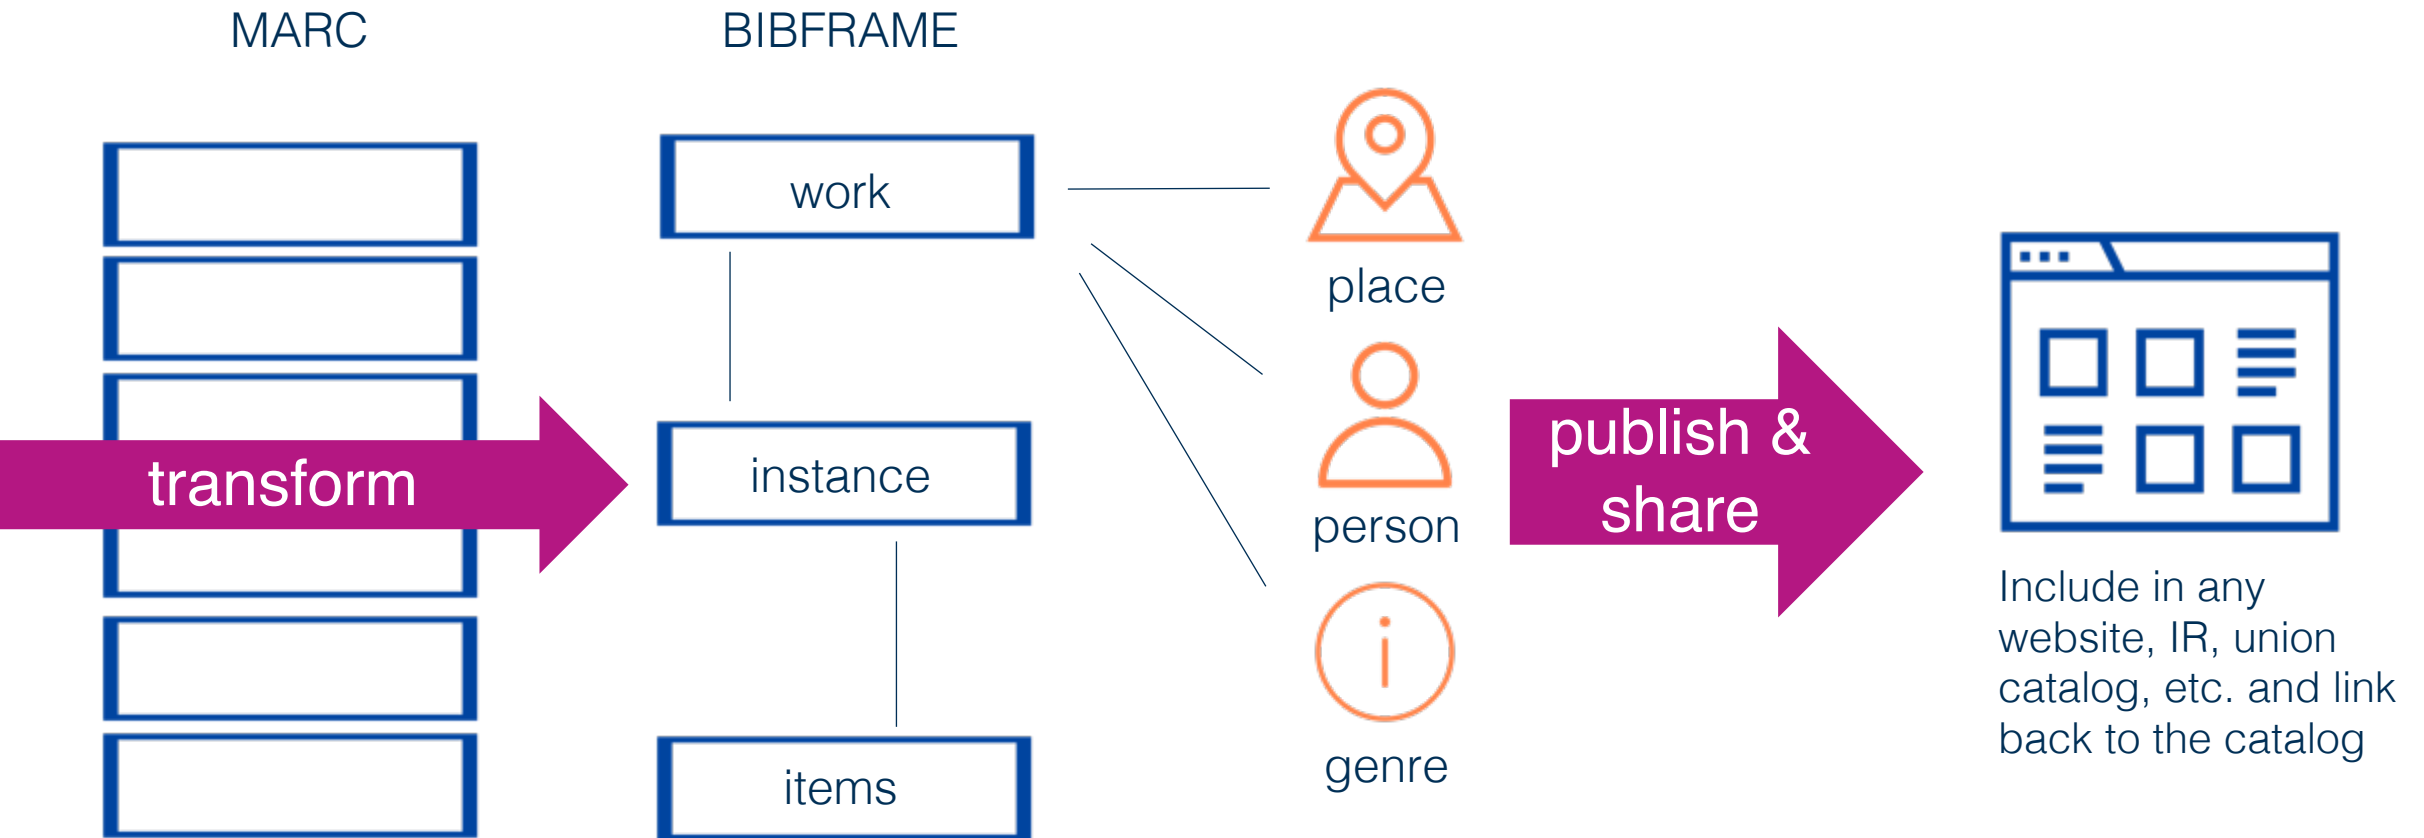 MARC
BIBFRAME
work
place
transform
instance
person
publish &
share
items
genre
Include in any
website, IR, union
catalog, etc. and link
back to the catalog